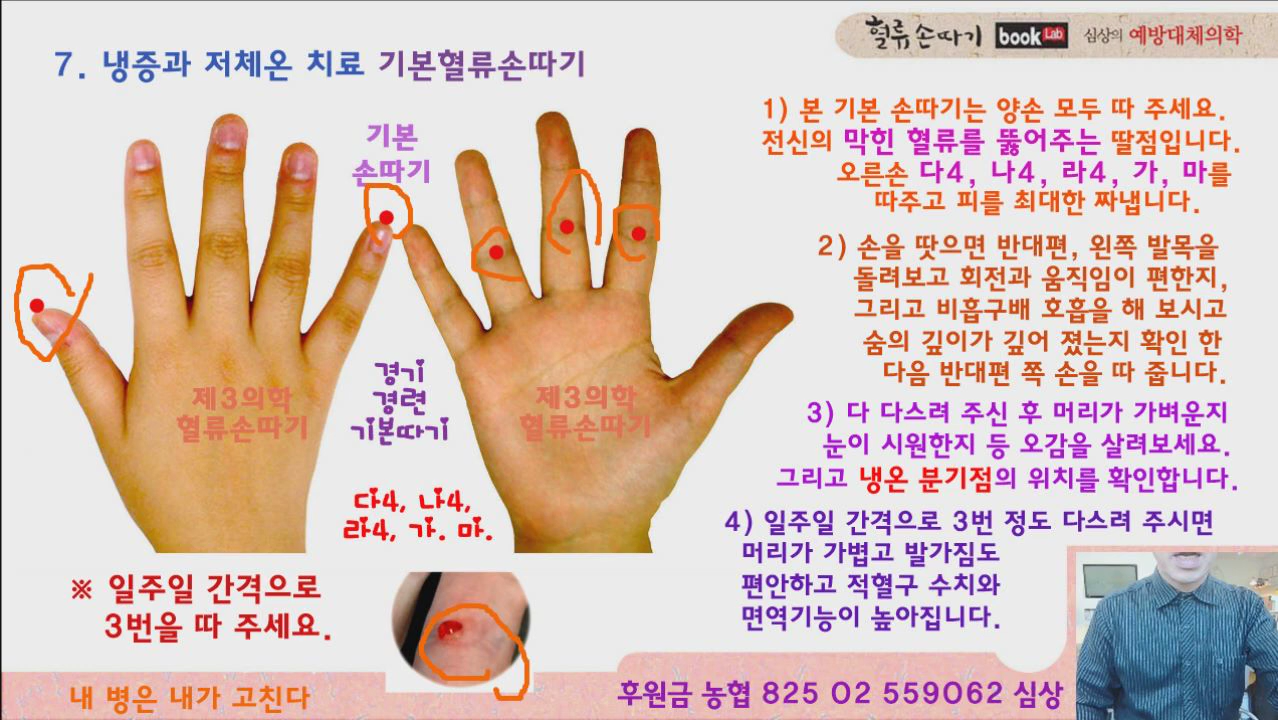 혈류 손따기 book Lab 심상의 예방대체의학
7. 냉증과 저체온 치료 기본혈류손따기
기본
손따기
1) 본 기본 손따기는 양손 모두 따 주세요.
전신의 막힌 혈류를 뚫어주는 딸점입니다.
오른손 다4, 나4, 라4, 가, 마를
따주고 피를 최대한 짜냅니다.
2) 손을 땃으면 반대편, 왼쪽 발목을
돌려보고 회전과 움직임이 편한지,
그리고 비흡구배 호흡을 해 보시고
숨의 깊이가 깊어 졌는지 확인 한
다음 반대편 쪽 손을 따 줍니다.
3) 다 다스려 주신 후 머리가 가벼운지
눈이 시원한지 등 오감을 살려보세요.
그리고 냉온 분기점의 위치를 확인합니다.
4) 일주일 간격으로 3번 정도 다스려 주시면
머리가 가볍고 발가짐도
편안하고 적혈구 수치와
면역기능이 높아집니다.
제3의학
혈류손따기
경기
경련
기본따기
제3의학
혈류손따기
다4, 나4,
라4, 가. 마.
※ 일주일 간격으로
3번을 따 주세요.
내 병은 내가 고친다
후원금 농협 825 02 559062 심상